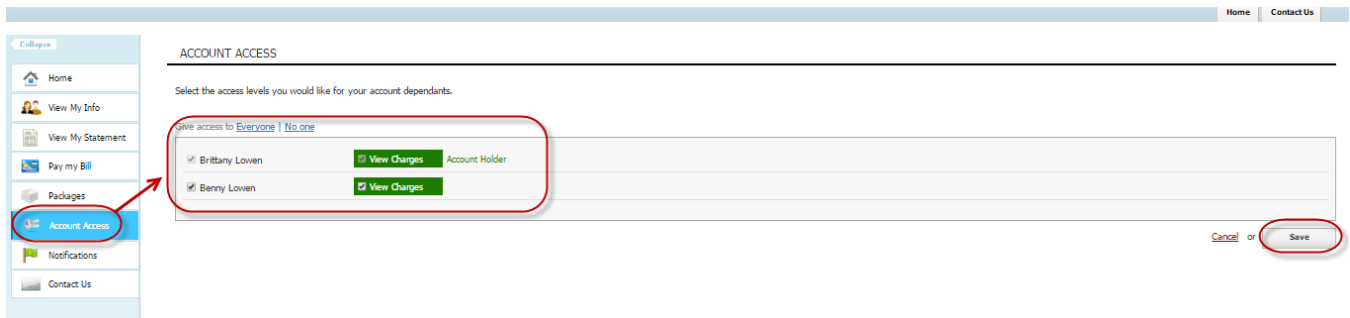 Home Contact Us
Collapse
ACCOUNT ACCESS
Home
Select the access levels you would like for your account dependants.
View My Info
Give access to Everyone | No one
View My Statement
Brittany Lowen View Charges Account Holder
Pay my Bill
Benny Lowen View Charges
Packages
Account Access
Cancel or Save
Notifications
Contact Us